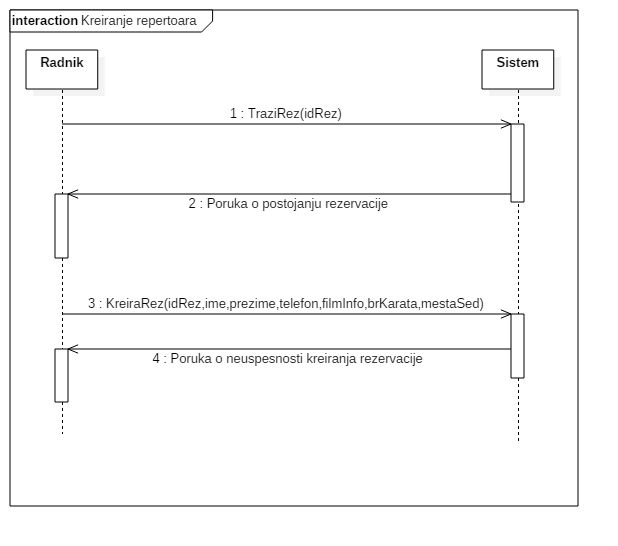 interaction Kreiranje repertoara
Radnik
Sistem
1 : TraziRez(idRez)
2 : Poruka o postojanju rezervacije
3 : KreiraRez(idRez,ime,prezime,telefon,filmInfo,brKarata,mestaSed)
4 : Poruka o neuspesnosti kreiranja rezervacije